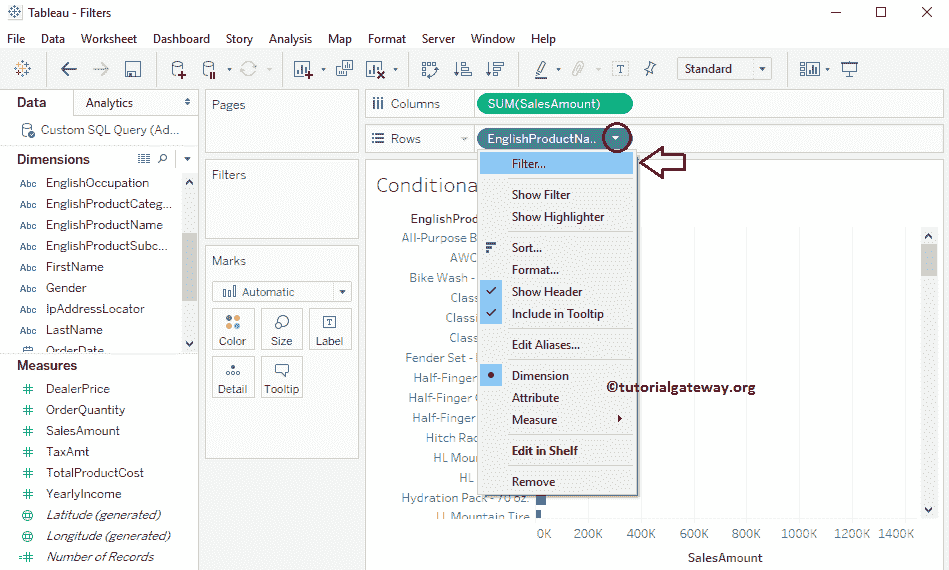 Tableau - Filters
File Data Worksheet Dashboard Story Analysis Map Format Server Window Help
Standard
Data Analytics
Custom SQL Query (Ad...
Dimensions
Abc EnglishOccupation
Abc EnglishProductCateg...
Abc EnglishProductName
Abc EnglishProductSubc...
Abc FirstName
Abc Gender
Abc ipAddressLocator
Abc LastName
OrderDate
Measures
DealerPrice
OrderQuantity
SalesAmount
TaxAmt
TotalProductCost
YearlyIncome
Latitude (generated)
Longitude (generated)
Number of Records
Pages
Filters
Marks
Automatic
Color Size Label
Detail Tooltip
Columns SUM(SalesAmount)
Rows EnglishProductNa..
Conditiona
EnglishProd
All-Purpose B
AWC
Bike Wash -
Class
Classi
Class
Fender Set -
Half-Finger
Half-Finger
Half-Finger
Hitch Rac
HL Mou
HL
Hydration Pack - 70 oz.
LL Mountain Tire
Filter...
Show Filter
Show Highlighter
Sort...
Format...
Show Header
Include in Tooltip
Edit Aliases...
Dimension
Attribute
Measure
Edit in Shelf
Remove
©tutorialgateway.org
0K 200K 400K 600K 800K 1000K 1200K 1400K
SalesAmount